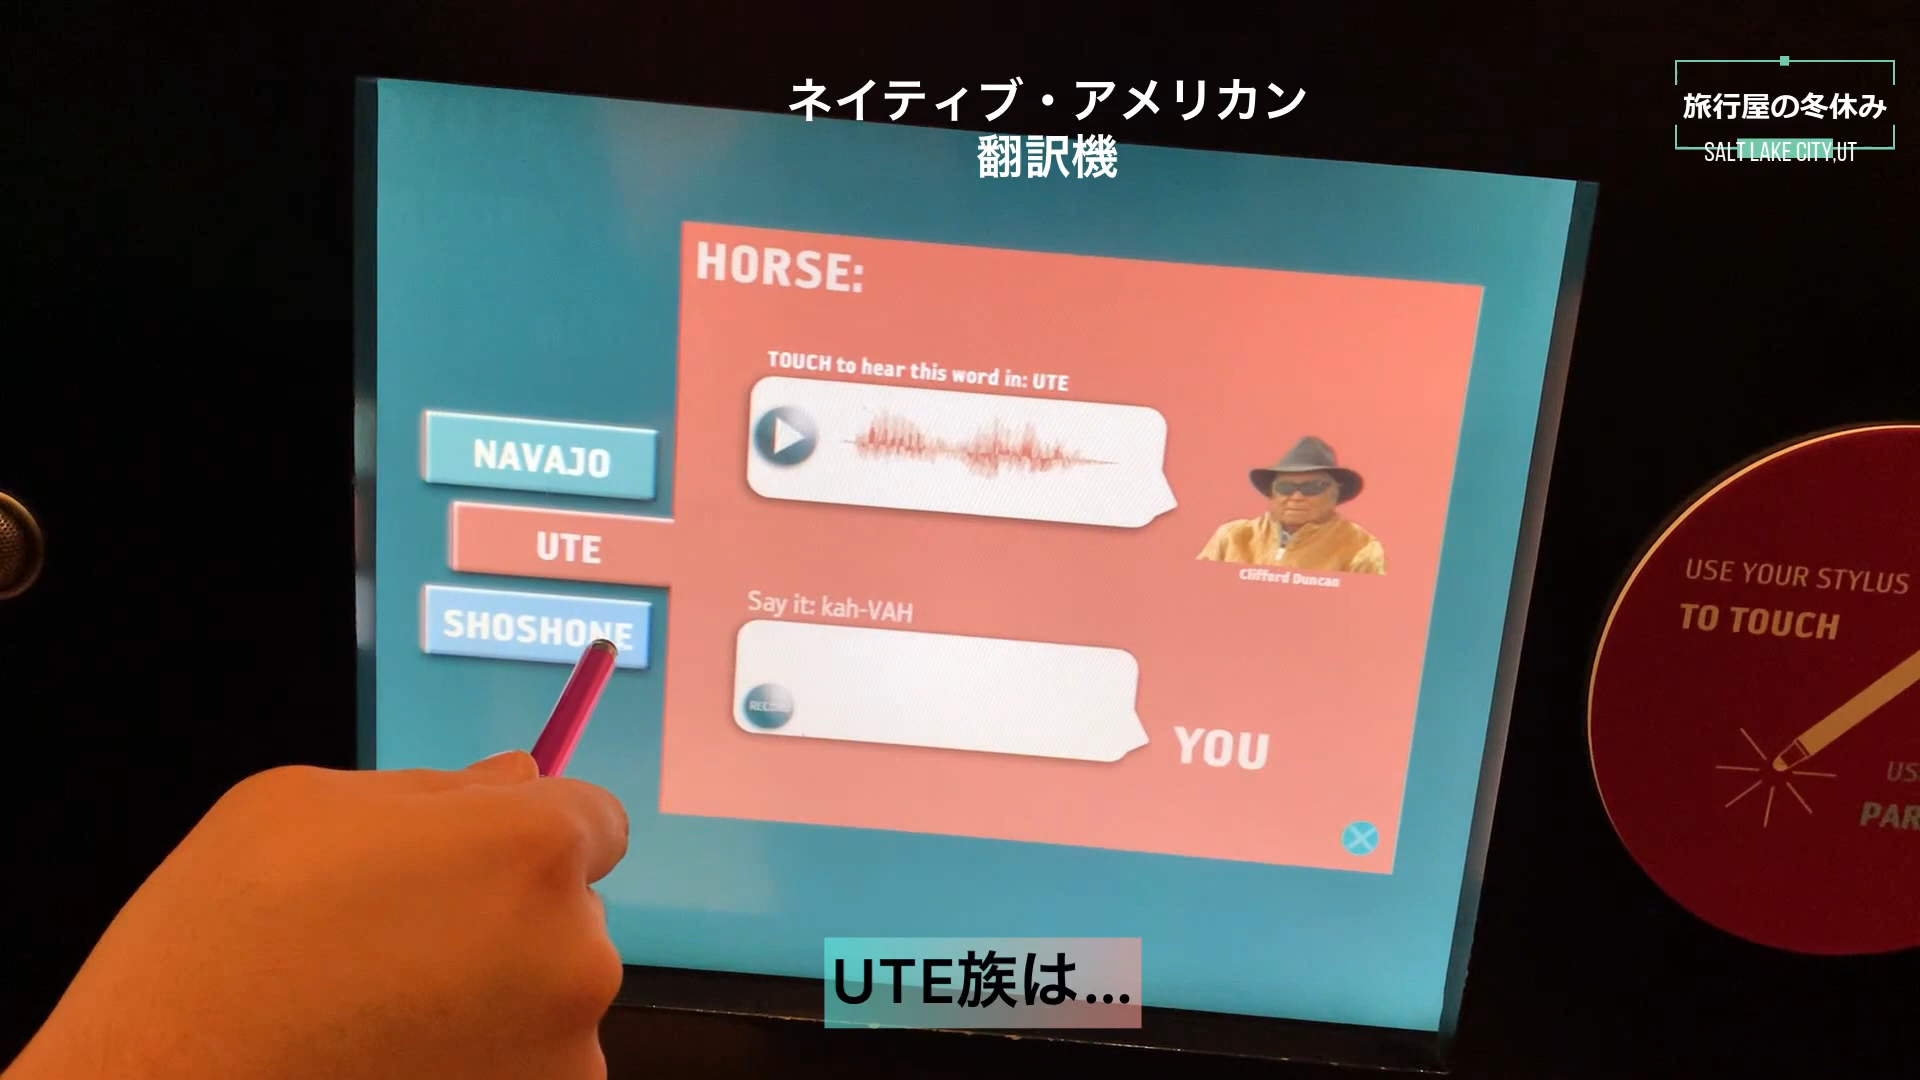 ネイティブ・アメリカン
翻訳機
旅行屋の冬休み
SALT LAKE CITY,UT
HORSE:
TOUCH to hear this word in: UTE
NAVAJO
UTE
SHOSHONE
Clifford Duncan
Say it: kah-VAH
RECORD
YOU
USE YOUR STYLUS
TO TOUCH
UTE族は...